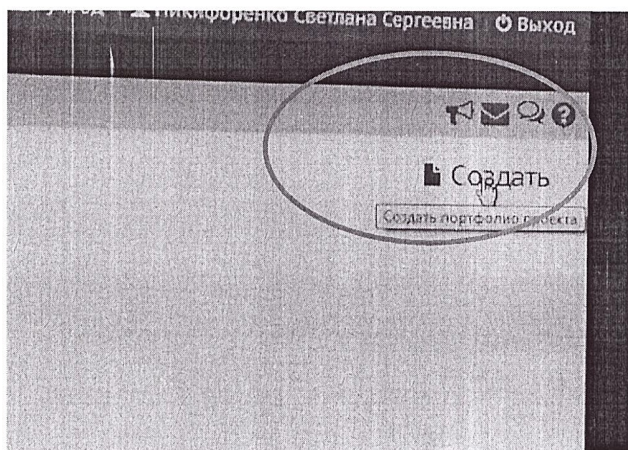 Никифоренко Светлана Сергеевна Выход
Создать
Создать портфолио проекта